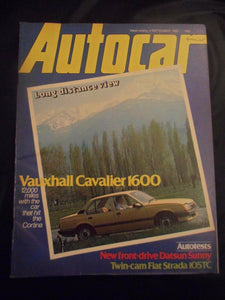 Autocar
Long distance view
Vauxhall Cavalier 1600
12,000
miles
with the
car
that hit
the
Cortina
Autotests
New front-drive Datsun Sunny
Twin-cam Fiat Strada 105TC